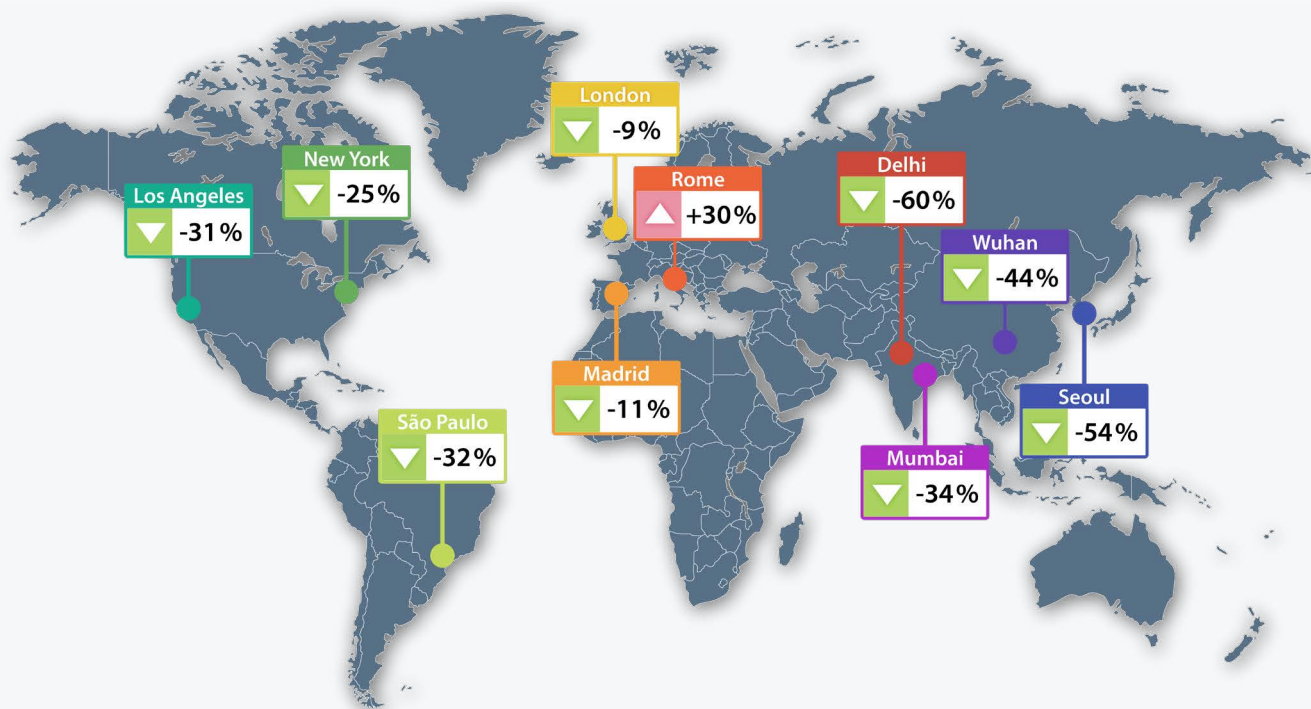 London
-9%
New York
-25%
Los Angeles
-31%
Rome
+30%
Delhi
-60%
Wuhan
-44%
Madrid
-11%
Seoul
-54%
São Paulo
-32%
Mumbai
-34%